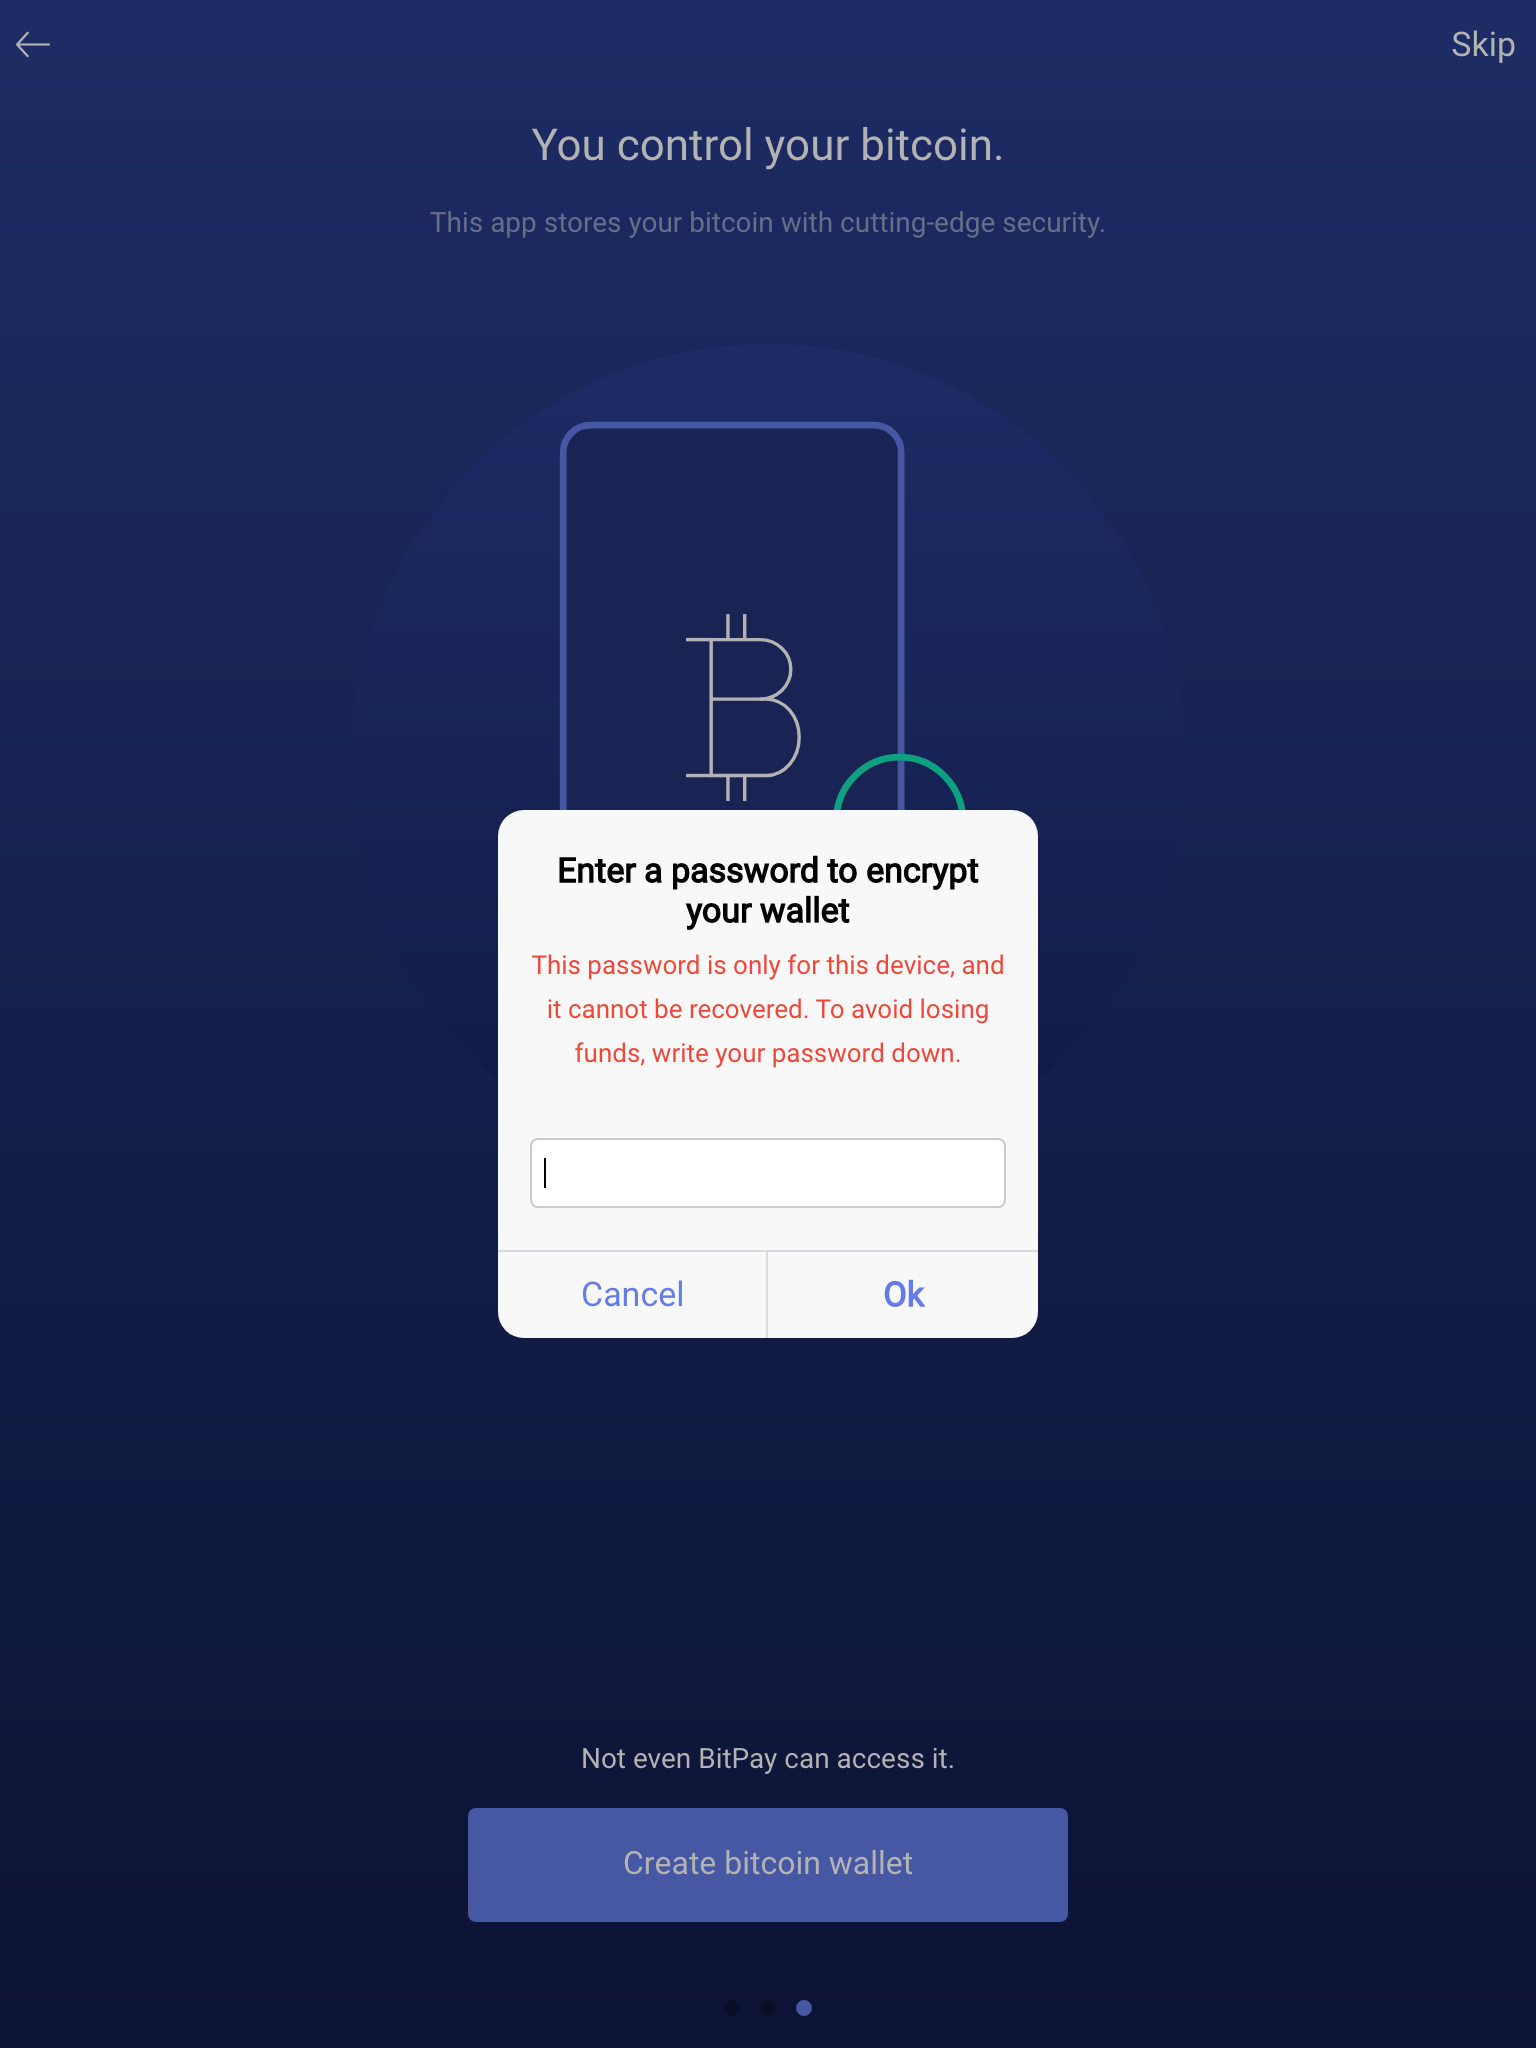 Skip
You control your bitcoin.
This app stores your bitcoin with cutting-edge security.
Enter a password to encrypt
your wallet
This password is only for this device, and
it cannot be recovered. To avoid losing
funds, write your password down.
Cancel
Ok
Not even BitPay can access it.
Create bitcoin wallet